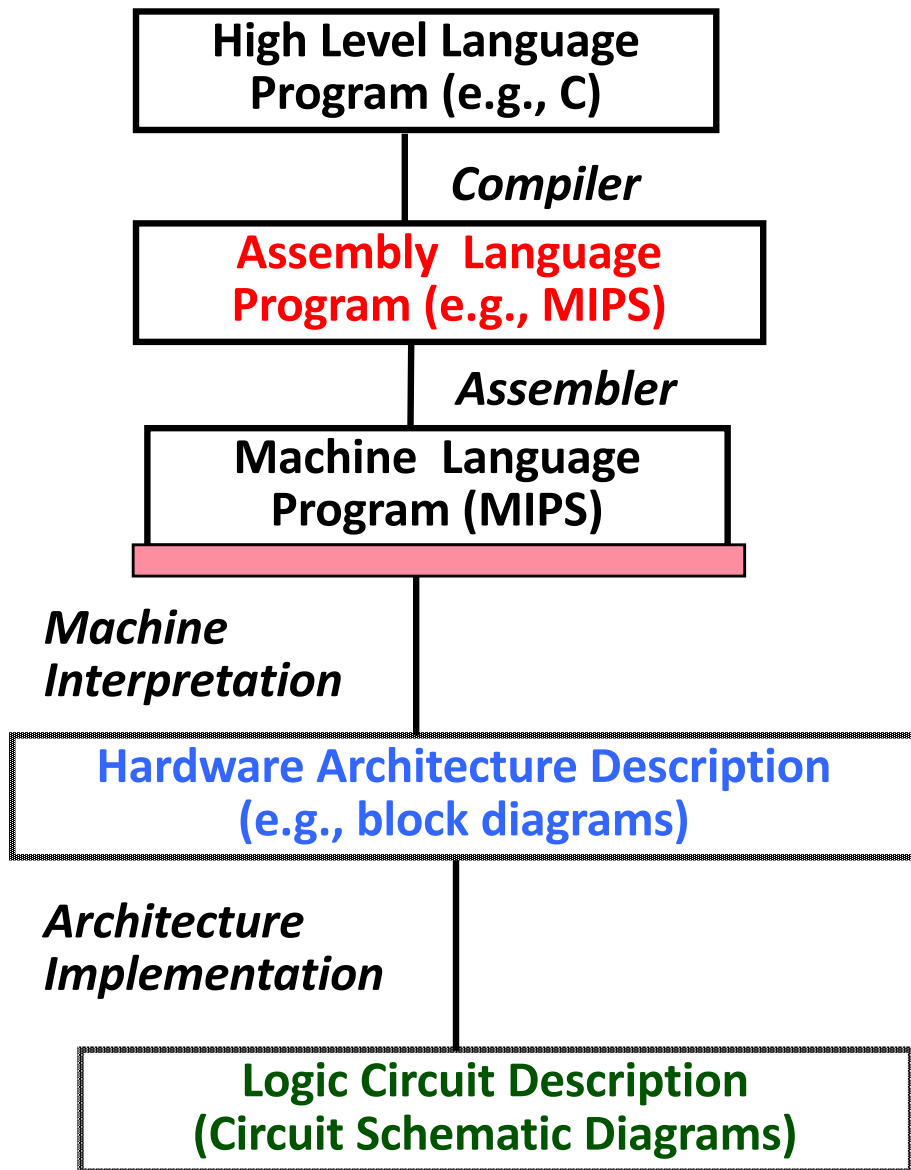 High Level Language
Program (e.g., C)
Compiler
Assembly Language
Program (e.g., MIPS)
Assembler
Machine Language
Program (MIPS)
Machine
Interpretation
Hardware Architecture Description
(e.g., block diagrams)
Architecture
Implementation
Logic Circuit Description
(Circuit Schematic Diagrams)